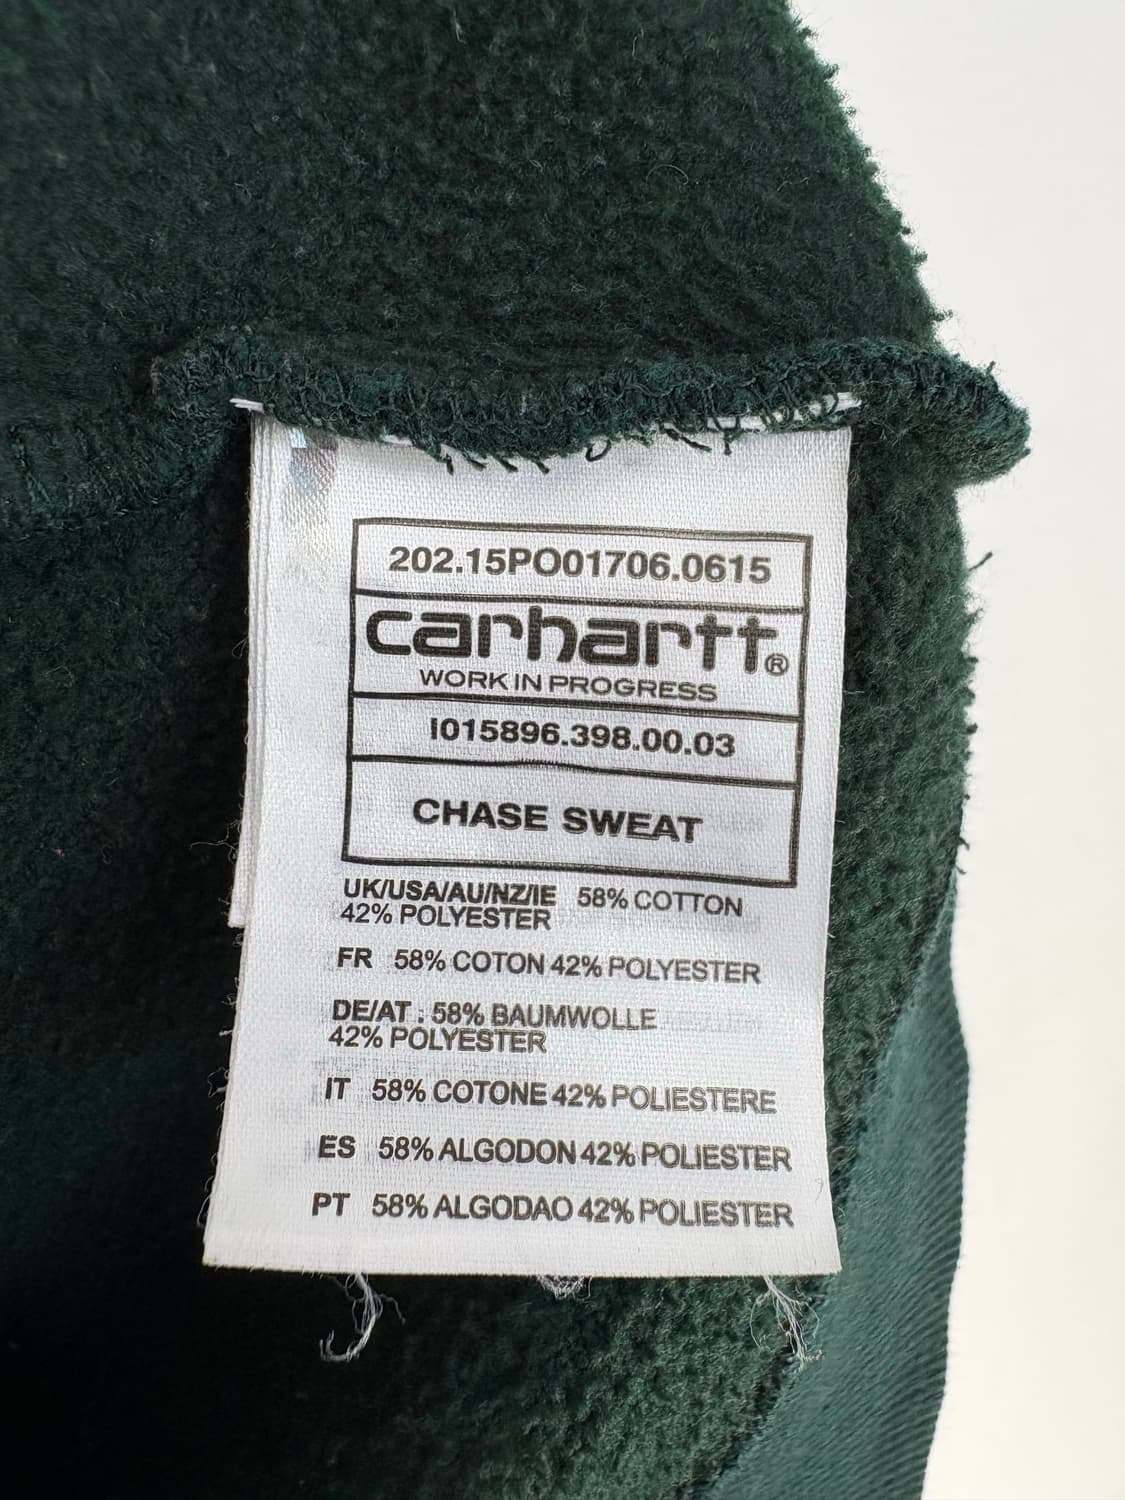 202.15PO01706.0615
carhartt®
WORK IN PROGRESS
I015896.398.00.03
CHASE SWEAT
UK/USA/AU/NZ/IE 58% COTTON
42% POLYESTER
FR 58% COTON 42% POLYESTER
DE/AT : 58% BAUMWOLLE
42% POLYESTER
IT 58% COTONE 42% POLIESTERE
ES 58% ALGODON 42% POLIESTER
PT 58% ALGODAO 42% POLIESTER